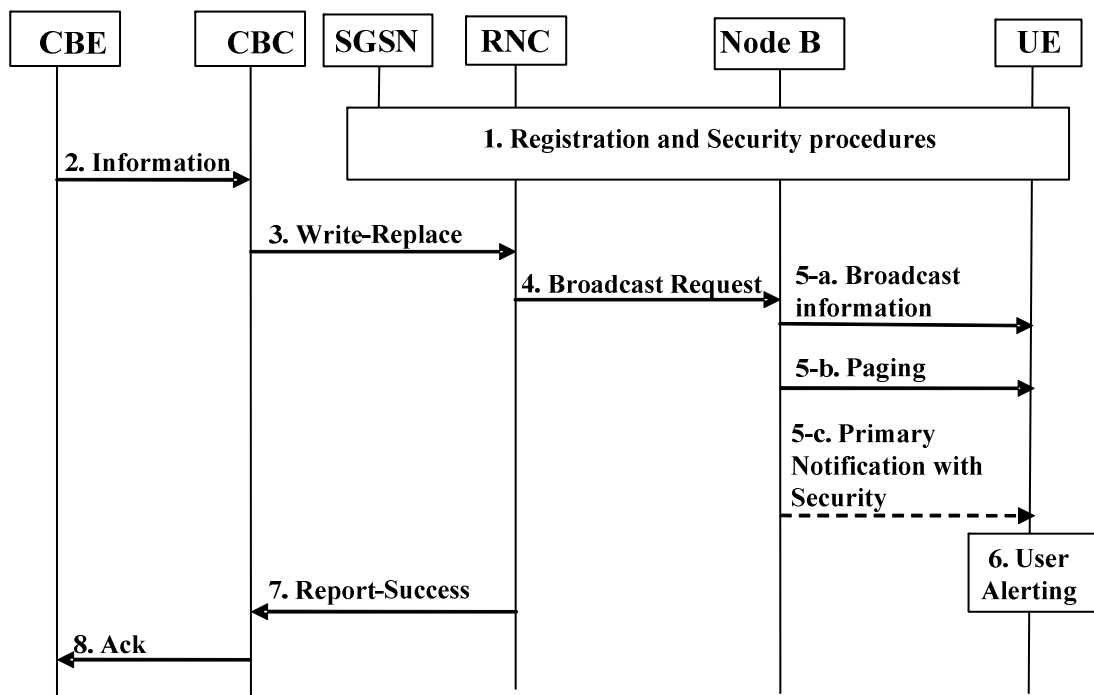 CBE
CBC
SGSN
RNC
Node B
UE
1. Registration and Security procedures
2. Information
3. Write-Replace
4. Broadcast Request
5-a. Broadcast
information
5-b. Paging
5-c. Primary
Notification with
Security
6. User
Alerting
7. Report-Success
8. Ack